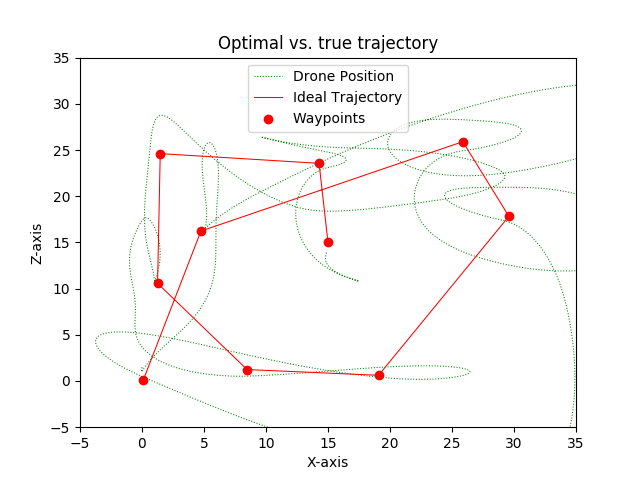 Optimal vs. true trajectory
Drone Position
Ideal Trajectory
Waypoints
35
30
25
20
15
10
5
0
−5
Z-axis
−5 0 5 10 15 20 25 30 35
X-axis